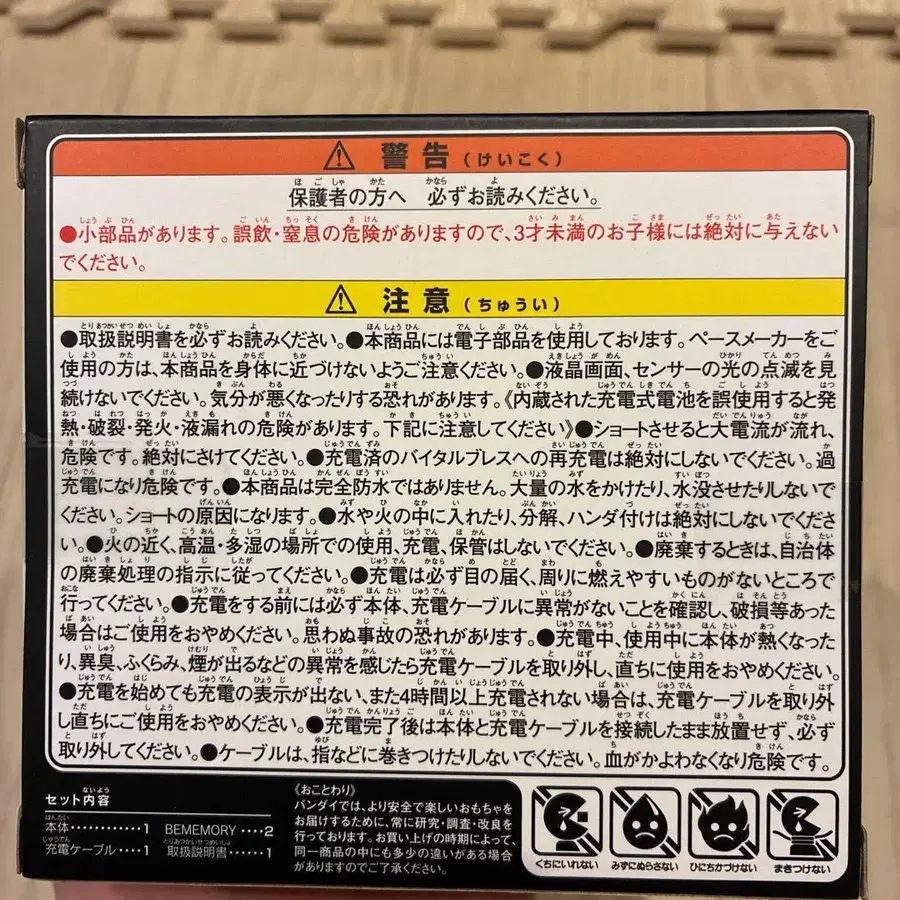 ⚠ 警告（けいこく）
保護者の方へ 必ずお読みください。
●小部品があります。誤飲・窒息の危険がありますので、3才未満のお子様には絶対に与えない
でください。
⚠ 注意（ちゅうい）
●取扱説明書を必ずお読みください。●本商品には電子部品を使用しております。ペースメーカーをご
使用の方は、本商品を身体に近づけないようご注意ください。●液晶画面、センサーの光の点滅を見
続けないでください。気分が悪くなったりする恐れがあります。《内蔵された充電式電池を誤使用すると発
熱・破裂・発火・液漏れの危険があります。下記に注意してください》●ショートさせると大電流が流れ、
危険です。絶対にさけてください。●充電済のバイタルブレスへの再充電は絶対にしないでください。過
充電になり危険です。●本商品は完全防水ではありません。大量の水をかけたり、水没させたりしないで
ください。ショートの原因になります。●水や火の中に入れたり、分解、ハンダ付けは絶対にしないでくださ
い。●火の近く、高温・多湿の場所での使用、充電、保管はしないでください。●廃棄するときは、自治体
の廃棄処理の指示に従ってください。●充電は必ず目の届く、周りに燃えやすいものがないところで
行ってください。●充電をする前には必ず本体、充電ケーブルに異常がないことを確認し、破損等あった
場合はご使用をおやめください。思わぬ事故の恐れがあります。●充電中、使用中に本体が熱くなった
り、異臭、ふくらみ、煙が出るなどの異常を感じたら充電ケーブルを取り外し、直ちに使用をおやめください。
●充電を始めても充電の表示が出ない、また4時間以上充電されない場合は、充電ケーブルを取り外
し直ちにご使用をおやめください。●充電完了後は本体と充電ケーブルを接続したまま放置せず、必ず
取り外してください。●ケーブルは、指などに巻きつけたりしないでください。血がかよわなくなり危険です。
セット内容
本体‥‥‥‥‥1 BEMEMORY‥‥2
充電ケーブル‥1 取扱説明書‥‥1
《おことわり》
バンダイでは、より安全で楽しいおもちゃを
お届けするために、常に研究・調査・改良を
行っております。お買い上げの時期によって、
同一商品の中にも多少の違いがある場合
がありますのでご了承ください。
くちにいれない みずにぬらさない ひにちかづけない まきつけない